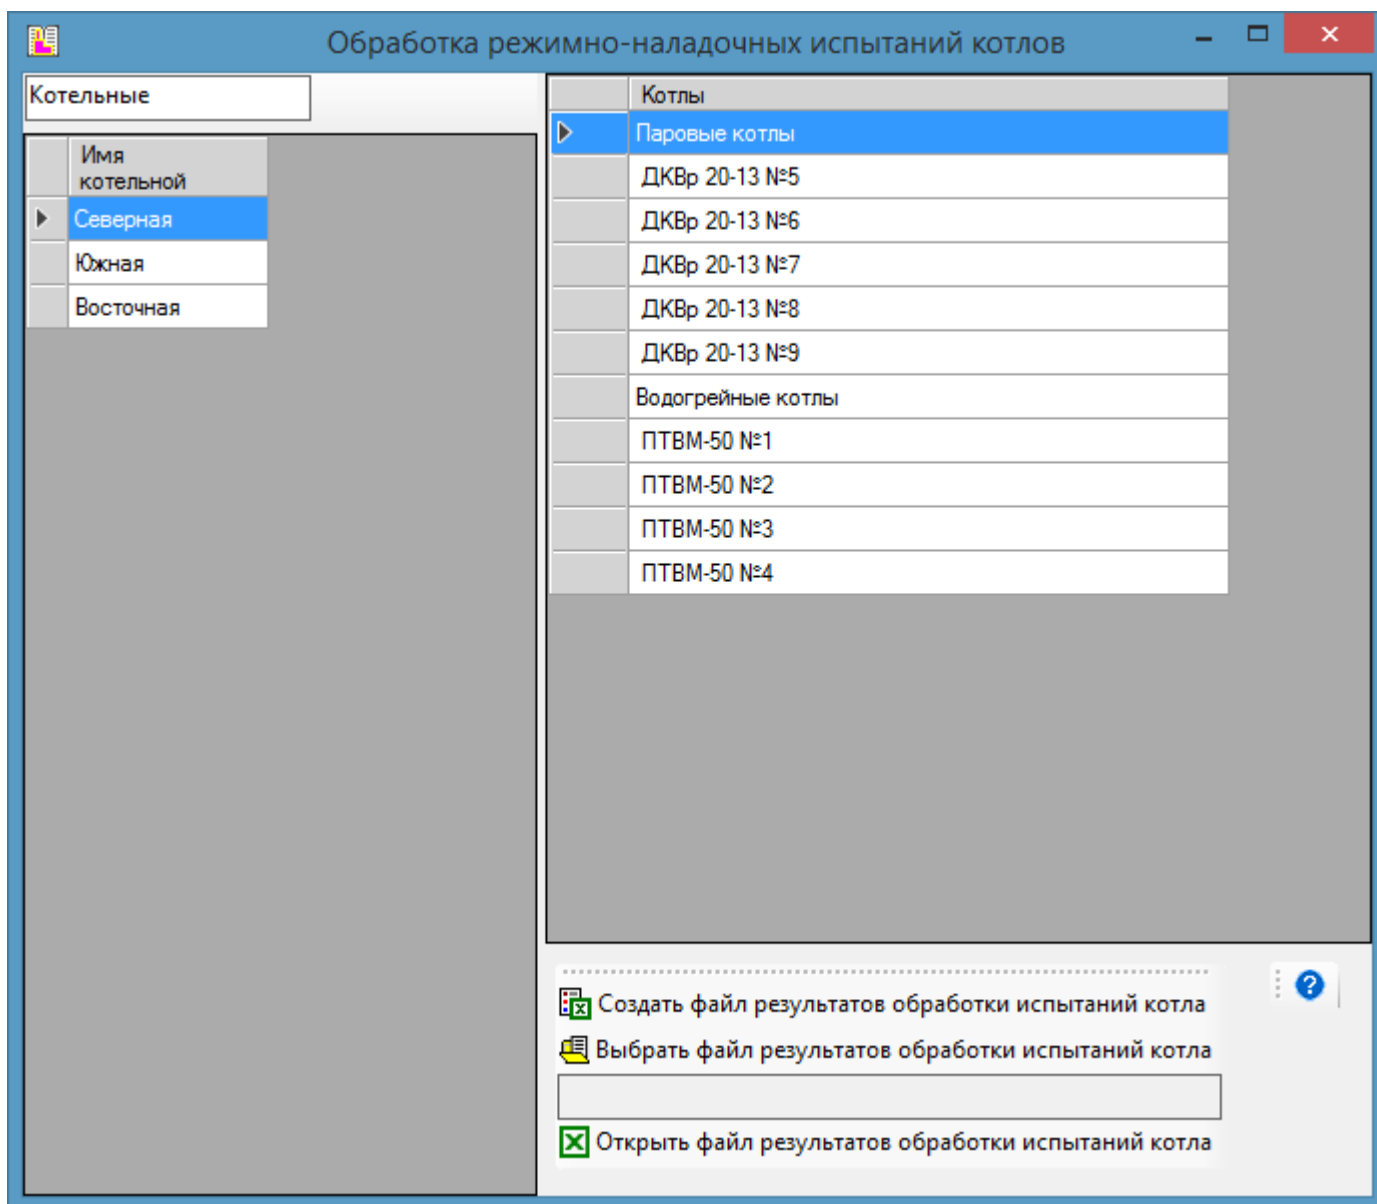 Обработка режимно-наладочных испытаний котлов
Котельные
Имя
котельной
Северная
Южная
Восточная
Котлы
Паровые котлы
ДКВр 20-13 №5
ДКВр 20-13 №6
ДКВр 20-13 №7
ДКВр 20-13 №8
ДКВр 20-13 №9
Водогрейные котлы
ПТВМ-50 №1
ПТВМ-50 №2
ПТВМ-50 №3
ПТВМ-50 №4
Создать файл результатов обработки испытаний котла
Выбрать файл результатов обработки испытаний котла
Открыть файл результатов обработки испытаний котла